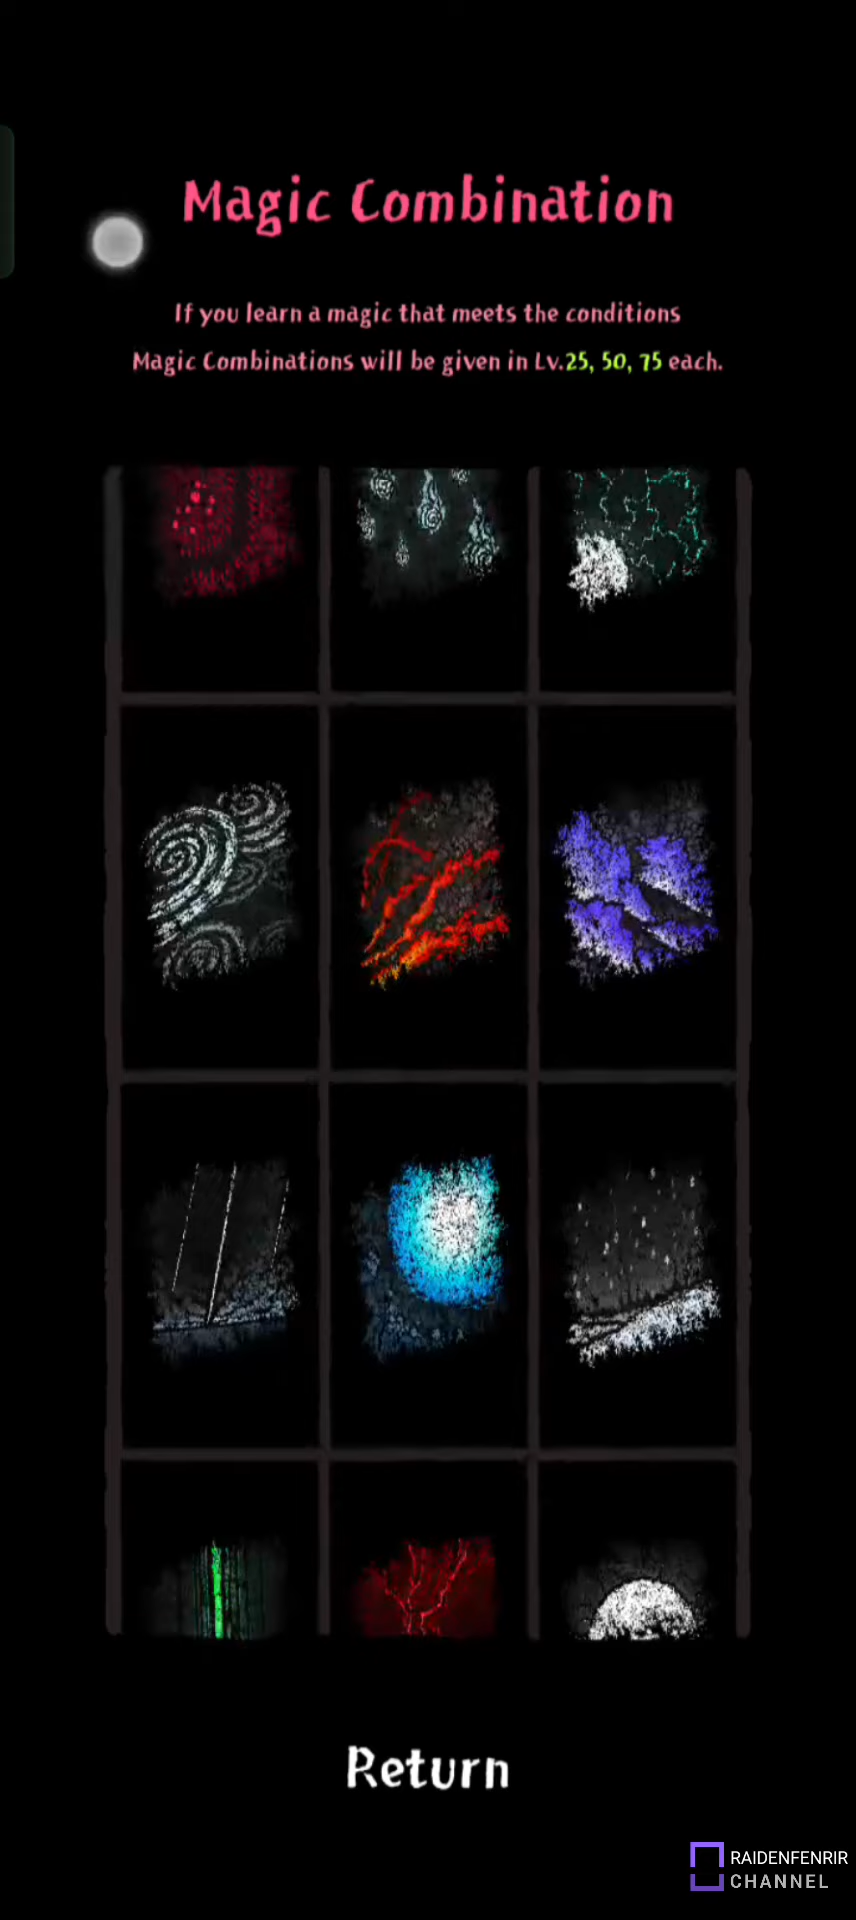 Magic Combination
If you learn a magic that meets the conditions
Magic Combinations will be given in Lv.25, 50, 75 each.
Return
RAIDENFENRIR
CHANNEL